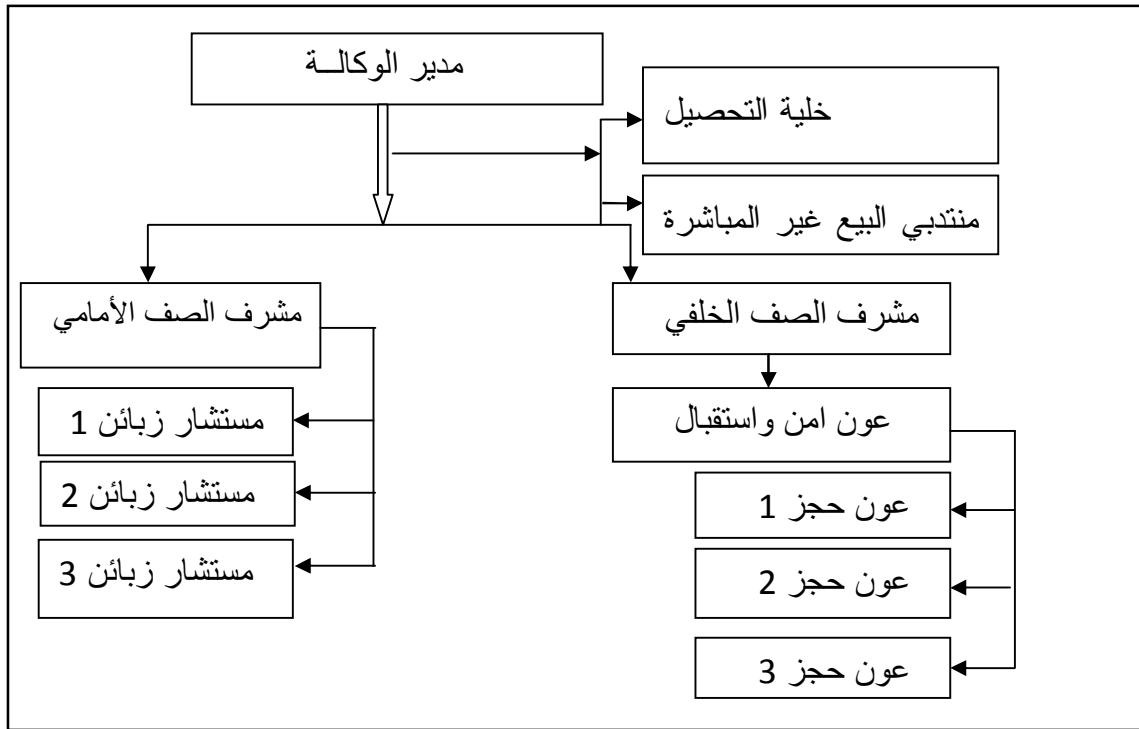 مدير الوكالــة
خلية التحصيل
منتدبي البيع غير المباشرة
مشرف الصف الخلفي
مشرف الصف الأمامي
عون امن واستقبال
عون حجز 1
عون حجز 2
عون حجز 3
مستشار زبائن 1
مستشار زبائن 2
مستشار زبائن 3